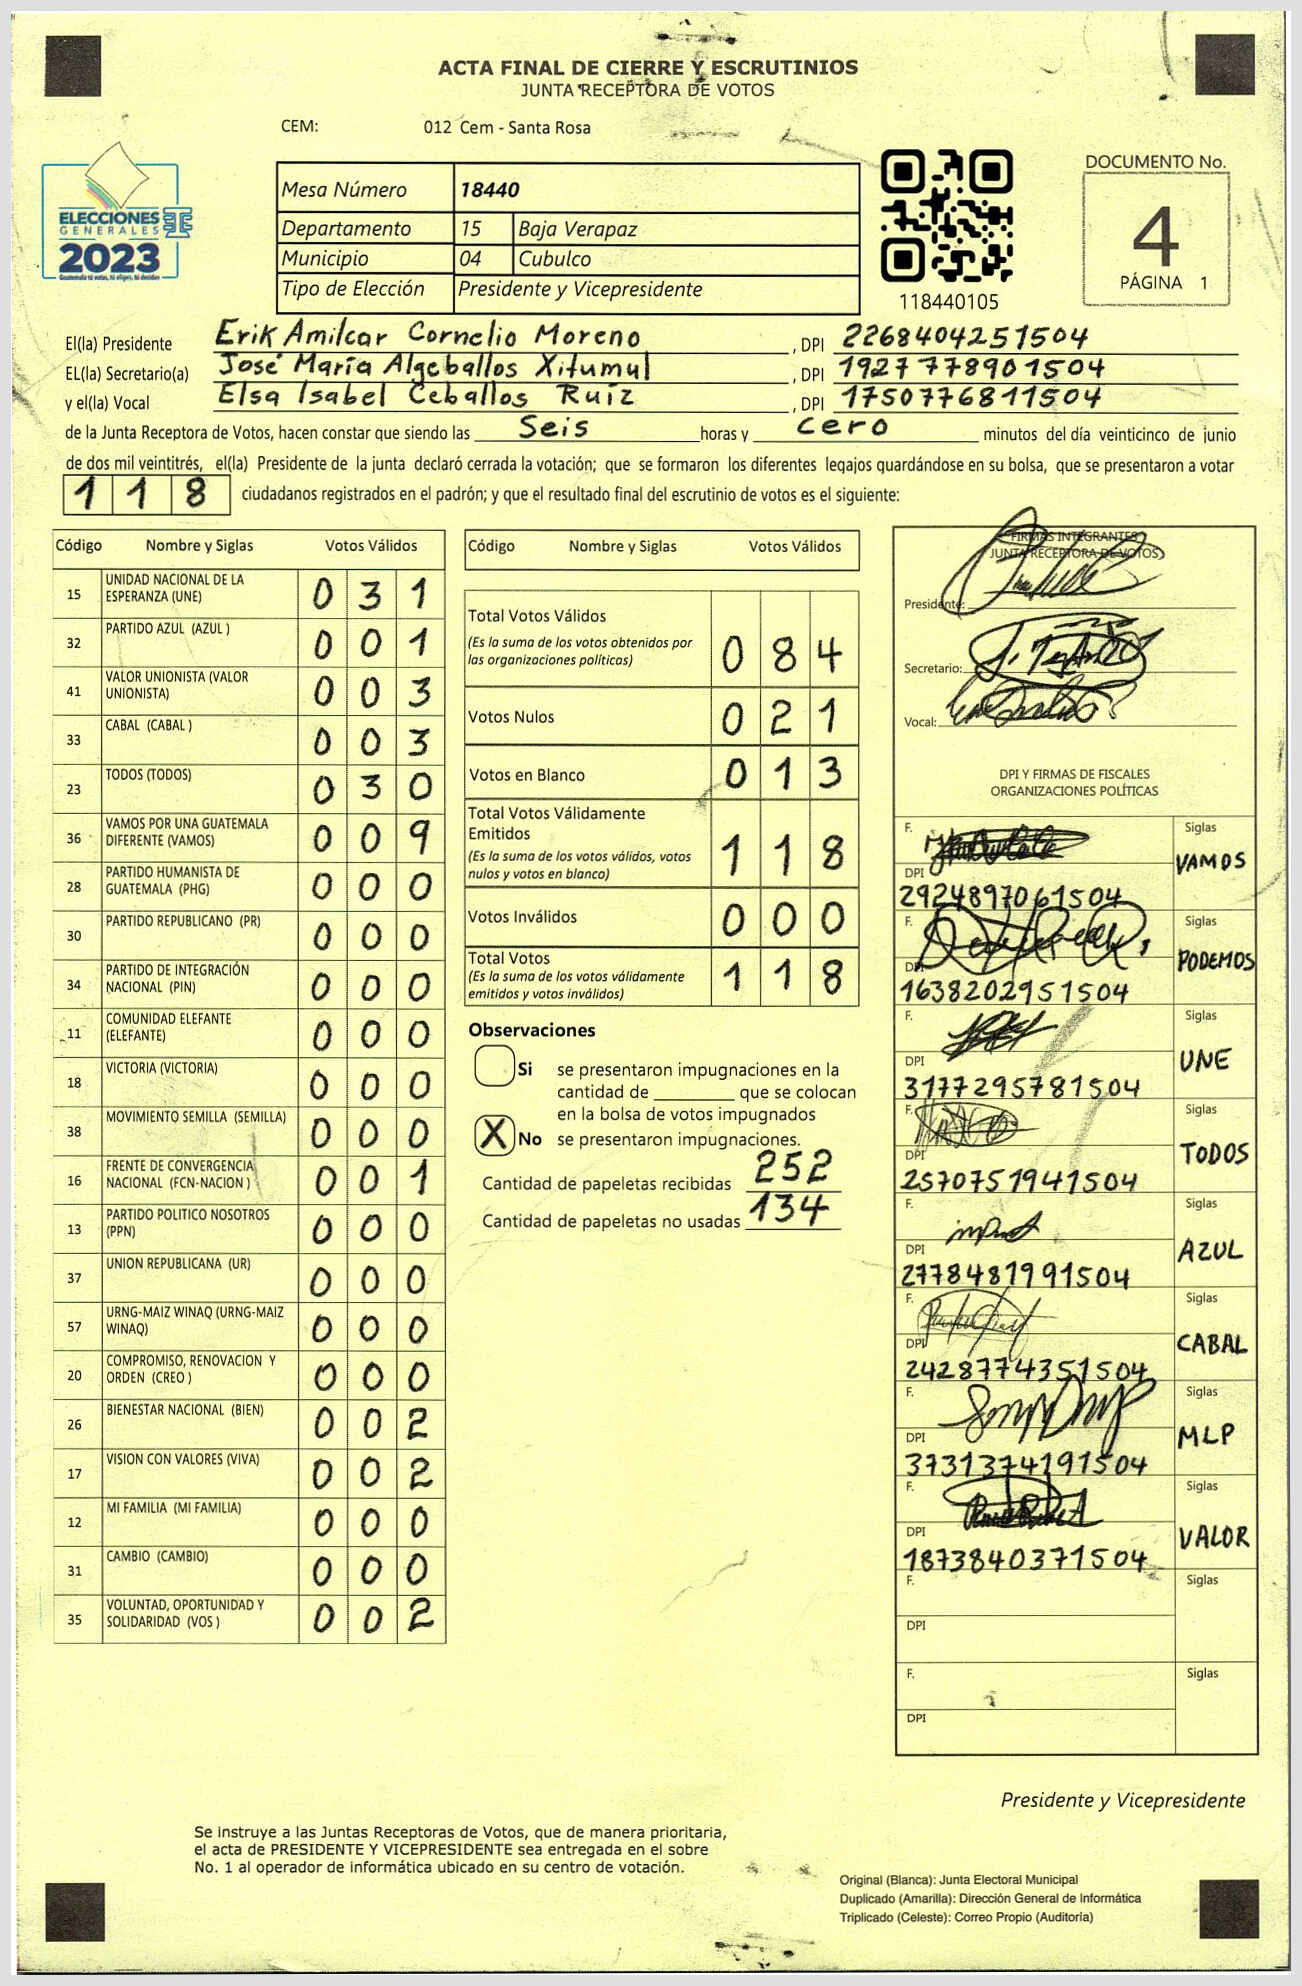 ACTA FINAL DE CIERRE Y ESCRUTINIOS
JUNTA RECEPTORA DE VOTOS
CEM: 012 Cem - Santa Rosa
ELECCIONES
GENERALES
2023
Guatemala tú votas, tú eliges, tú decides
Mesa Número 18440
Departamento 15 Baja Verapaz
Municipio 04 Cubulco
Tipo de Elección Presidente y Vicepresidente
118440105
DOCUMENTO No.
4
PÁGINA 1
El(la) Presidente Erik Amilcar Cornelio Moreno , DPI 2268404251504
EL(la) Secretario(a) José María Algeballos Xitumul , DPI 1927778901504
y el(la) Vocal Elsa Isabel Ceballos Ruíz , DPI 1750776811504
de la Junta Receptora de Votos, hacen constar que siendo las Seis horas y cero minutos del día veinticinco de junio
de dos mil veintitrés, el(la) Presidente de la junta declaró cerrada la votación; que se formaron los diferentes legajos guardándose en su bolsa, que se presentaron a votar
118 ciudadanos registrados en el padrón; y que el resultado final del escrutinio de votos es el siguiente:
Código Nombre y Siglas Votos Válidos
15 UNIDAD NACIONAL DE LA
ESPERANZA (UNE) 0 3 1
32 PARTIDO AZUL (AZUL ) 0 0 1
41 VALOR UNIONISTA (VALOR
UNIONISTA) 0 0 3
33 CABAL (CABAL ) 0 0 3
23 TODOS (TODOS) 0 3 0
36 VAMOS POR UNA GUATEMALA
DIFERENTE (VAMOS) 0 0 9
28 PARTIDO HUMANISTA DE
GUATEMALA (PHG) 0 0 0
30 PARTIDO REPUBLICANO (PR) 0 0 0
34 PARTIDO DE INTEGRACIÓN
NACIONAL (PIN) 0 0 0
11 COMUNIDAD ELEFANTE
(ELEFANTE) 0 0 0
18 VICTORIA (VICTORIA) 0 0 0
38 MOVIMIENTO SEMILLA (SEMILLA) 0 0 0
16 FRENTE DE CONVERGENCIA
NACIONAL (FCN-NACION ) 0 0 1
13 PARTIDO POLITICO NOSOTROS
(PPN) 0 0 0
37 UNION REPUBLICANA (UR) 0 0 0
57 URNG-MAIZ WINAQ (URNG-MAIZ
WINAQ) 0 0 0
20 COMPROMISO, RENOVACION Y
ORDEN (CREO ) 0 0 0
26 BIENESTAR NACIONAL (BIEN) 0 0 2
17 VISION CON VALORES (VIVA) 0 0 2
12 MI FAMILIA (MI FAMILIA) 0 0 0
31 CAMBIO (CAMBIO) 0 0 0
35 VOLUNTAD, OPORTUNIDAD Y
SOLIDARIDAD (VOS ) 0 0 2
Código Nombre y Siglas Votos Válidos
Total Votos Válidos
(Es la suma de los votos obtenidos por
las organizaciones políticas) 0 8 4
Votos Nulos 0 2 1
Votos en Blanco 0 1 3
Total Votos Válidamente
Emitidos
(Es la suma de los votos válidos, votos
nulos y votos en blanco) 1 1 8
Votos Inválidos 0 0 0
Total Votos
(Es la suma de los votos válidamente
emitidos y votos inválidos) 1 1 8
Observaciones
Si se presentaron impugnaciones en la
cantidad de ________ que se colocan
en la bolsa de votos impugnados
X No se presentaron impugnaciones.
Cantidad de papeletas recibidas 252
Cantidad de papeletas no usadas 134
FIRMAS INTEGRANTES
JUNTA RECEPTORA DE VOTOS
Presidente:
Secretario:
Vocal:
DPI Y FIRMAS DE FISCALES
ORGANIZACIONES POLÍTICAS
F. Siglas
VAMOS
DPI
2924897061504
F. Siglas
PODEMOS
DPI
1638202951504
F. Siglas
UNE
DPI
3177295781504
F. Siglas
TODOS
DPI
2570751941504
F. Siglas
AZUL
DPI
2778481991504
F. Siglas
CABAL
DPI
2428774351504
F. Siglas
MLP
DPI
3731374191504
F. Siglas
VALOR
DPI
1873840371504
F. Siglas
DPI
F. Siglas
DPI
Presidente y Vicepresidente
Se instruye a las Juntas Receptoras de Votos, que de manera prioritaria,
el acta de PRESIDENTE Y VICEPRESIDENTE sea entregada en el sobre
No. 1 al operador de informática ubicado en su centro de votación.
Original (Blanca): Junta Electoral Municipal
Duplicado (Amarilla): Dirección General de Informática
Triplicado (Celeste): Correo Propio (Auditoría)